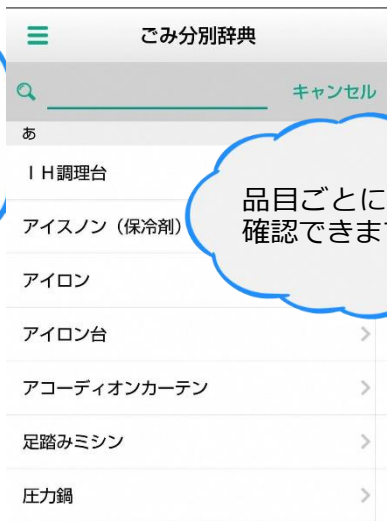 ごみ分別辞典
キャンセル
あ
ＩＨ調理台
アイスノン（保冷剤）
品目ごとに
確認できま
アイロン
アイロン台
アコーディオンカーテン
足踏みミシン
圧力鍋